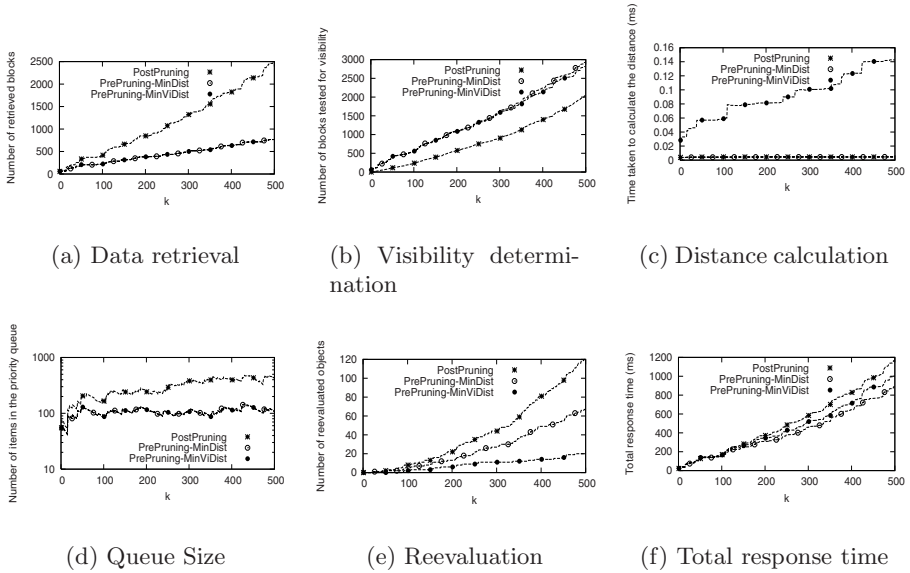 Number of retrieved blocks
2500
2000
1500
1000
500
0
PostPruning
PrePruning-MinDist
PrePruning-MinViDist
0 100 200 300 400 500
k
(a) Data retrieval
Number of blocks tested for visibility
3000
2500
2000
1500
1000
500
0
PostPruning
PrePruning-MinDist
PrePruning-MinViDist
0 100 200 300 400 500
k
(b) Visibility determi-
nation
Time taken to calculate the distance (ms)
0.16
0.14
0.12
0.1
0.08
0.06
0.04
0.02
0
PostPruning
PrePruning-MinDist
PrePruning-MinViDist
0 100 200 300 400 500
k
(c) Distance calculation
Number of items in the priority queue
1000
100
10
PostPruning
PrePruning-MinDist
PrePruning-MinViDist
0 100 200 300 400 500
k
(d) Queue Size
Number of reevaluated objects
120
100
80
60
40
20
0
PostPruning
PrePruning-MinDist
PrePruning-MinViDist
0 100 200 300 400 500
k
(e) Reevaluation
Total response time (ms)
1200
1000
800
600
400
200
0
PostPruning
PrePruning-MinDist
PrePruning-MinViDist
0 100 200 300 400 500
k
(f) Total response time